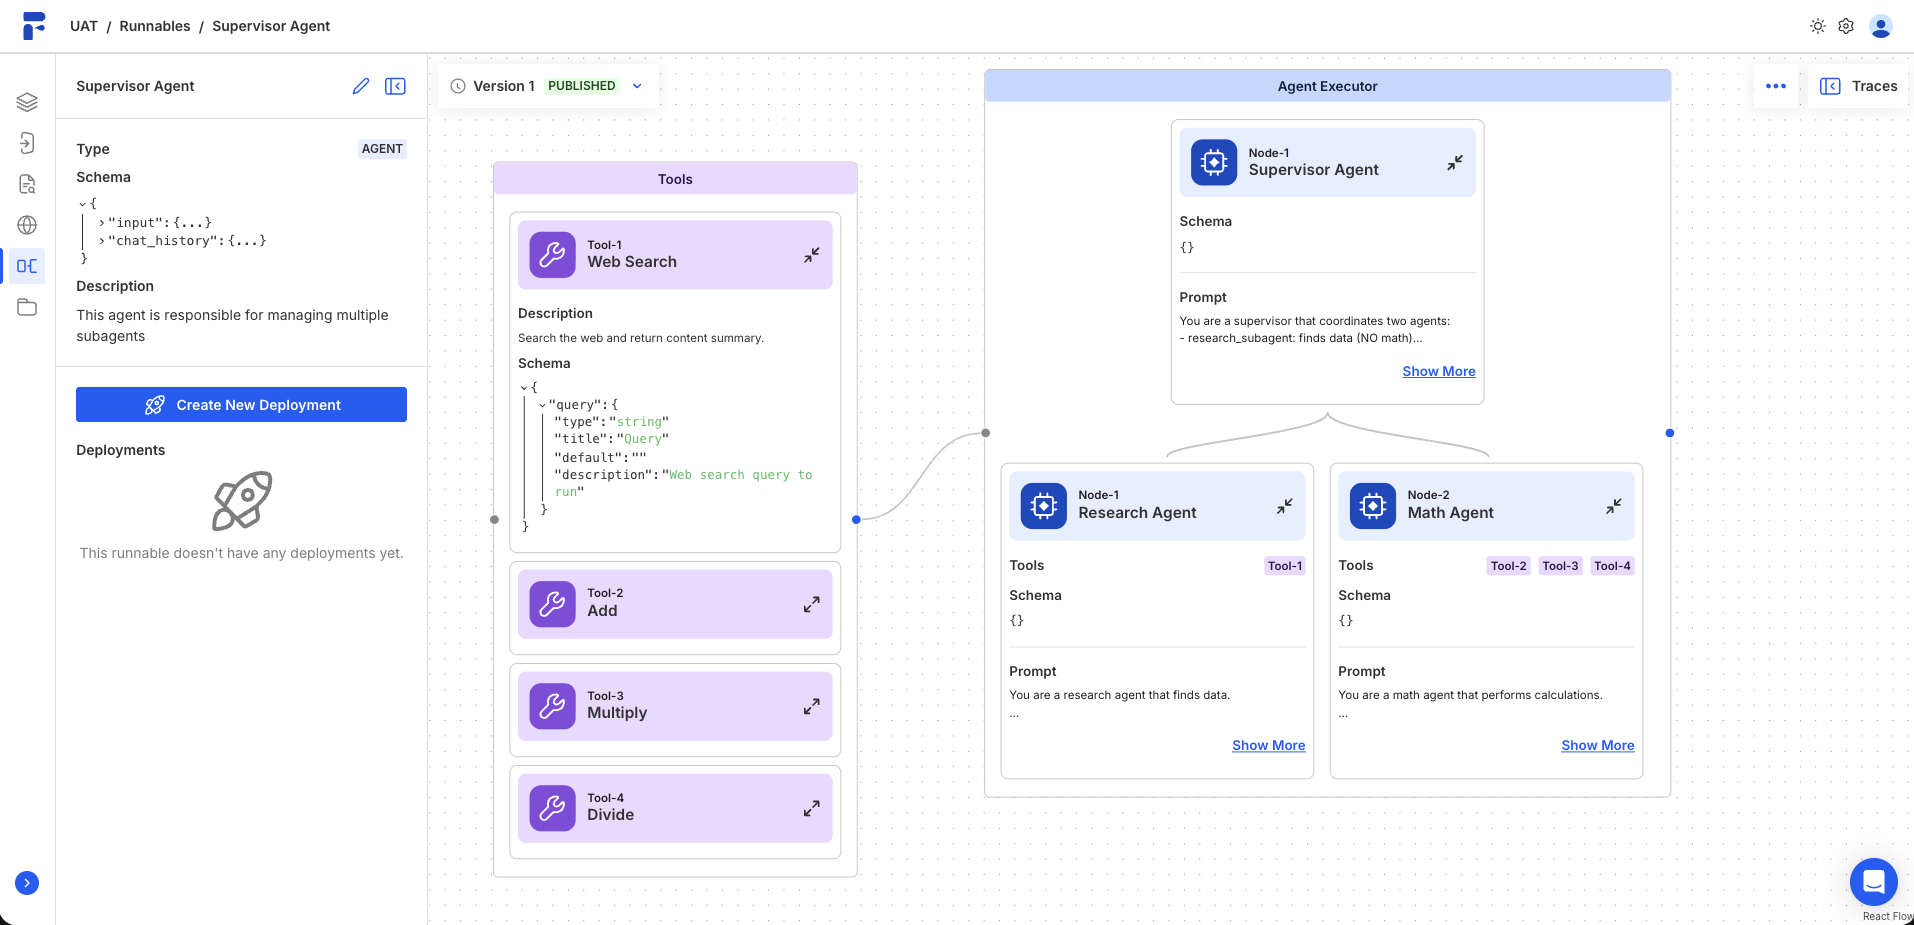 UAT / Runnables / Supervisor Agent
Supervisor Agent
Type
AGENT
Schema
{
"input":{...}
"chat_history":{...}
}
Description
This agent is responsible for managing multiple
subagents
Create New Deployment
Deployments
This runnable doesn't have any deployments yet.
Version 1 PUBLISHED
Tools
Tool-1
Web Search
Description
Search the web and return content summary.
Schema
{
"query":{
"type":"string"
"title":"Query"
"default":""
"description":"Web search query to
run"
}
}
Tool-2
Add
Tool-3
Multiply
Tool-4
Divide
Agent Executor
Node-1
Supervisor Agent
Schema
{}
Prompt
You are a supervisor that coordinates two agents:
- research_subagent: finds data (NO math)...
Show More
Node-1
Research Agent
Tools
Tool-1
Schema
{}
Prompt
You are a research agent that finds data.
...
Show More
Node-2
Math Agent
Tools
Tool-2 Tool-3 Tool-4
Schema
{}
Prompt
You are a math agent that performs calculations.
...
Show More
Traces
React Flow